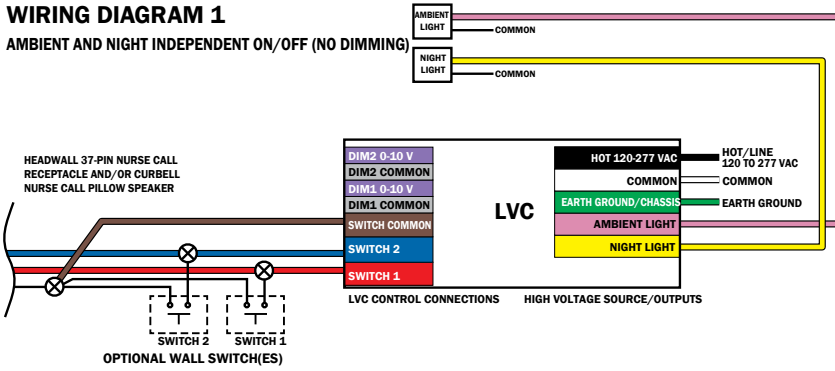 WIRING DIAGRAM 1
AMBIENT AND NIGHT INDEPENDENT ON/OFF (NO DIMMING)
AMBIENT
LIGHT
COMMON
NIGHT
LIGHT
COMMON
HEADWALL 37-PIN NURSE CALL
RECEPTACLE AND/OR CURBELL
NURSE CALL PILLOW SPEAKER
DIM2 0-10 V
DIM2 COMMON
DIM1 0-10 V
DIM1 COMMON
SWITCH COMMON
SWITCH 2
SWITCH 1
LVC
HOT 120-277 VAC
COMMON
EARTH GROUND/CHASSIS
AMBIENT LIGHT
NIGHT LIGHT
HOT/LINE
120 TO 277 VAC
COMMON
EARTH GROUND
LVC CONTROL CONNECTIONS
HIGH VOLTAGE SOURCE/OUTPUTS
SWITCH 2
SWITCH 1
OPTIONAL WALL SWITCH(ES)